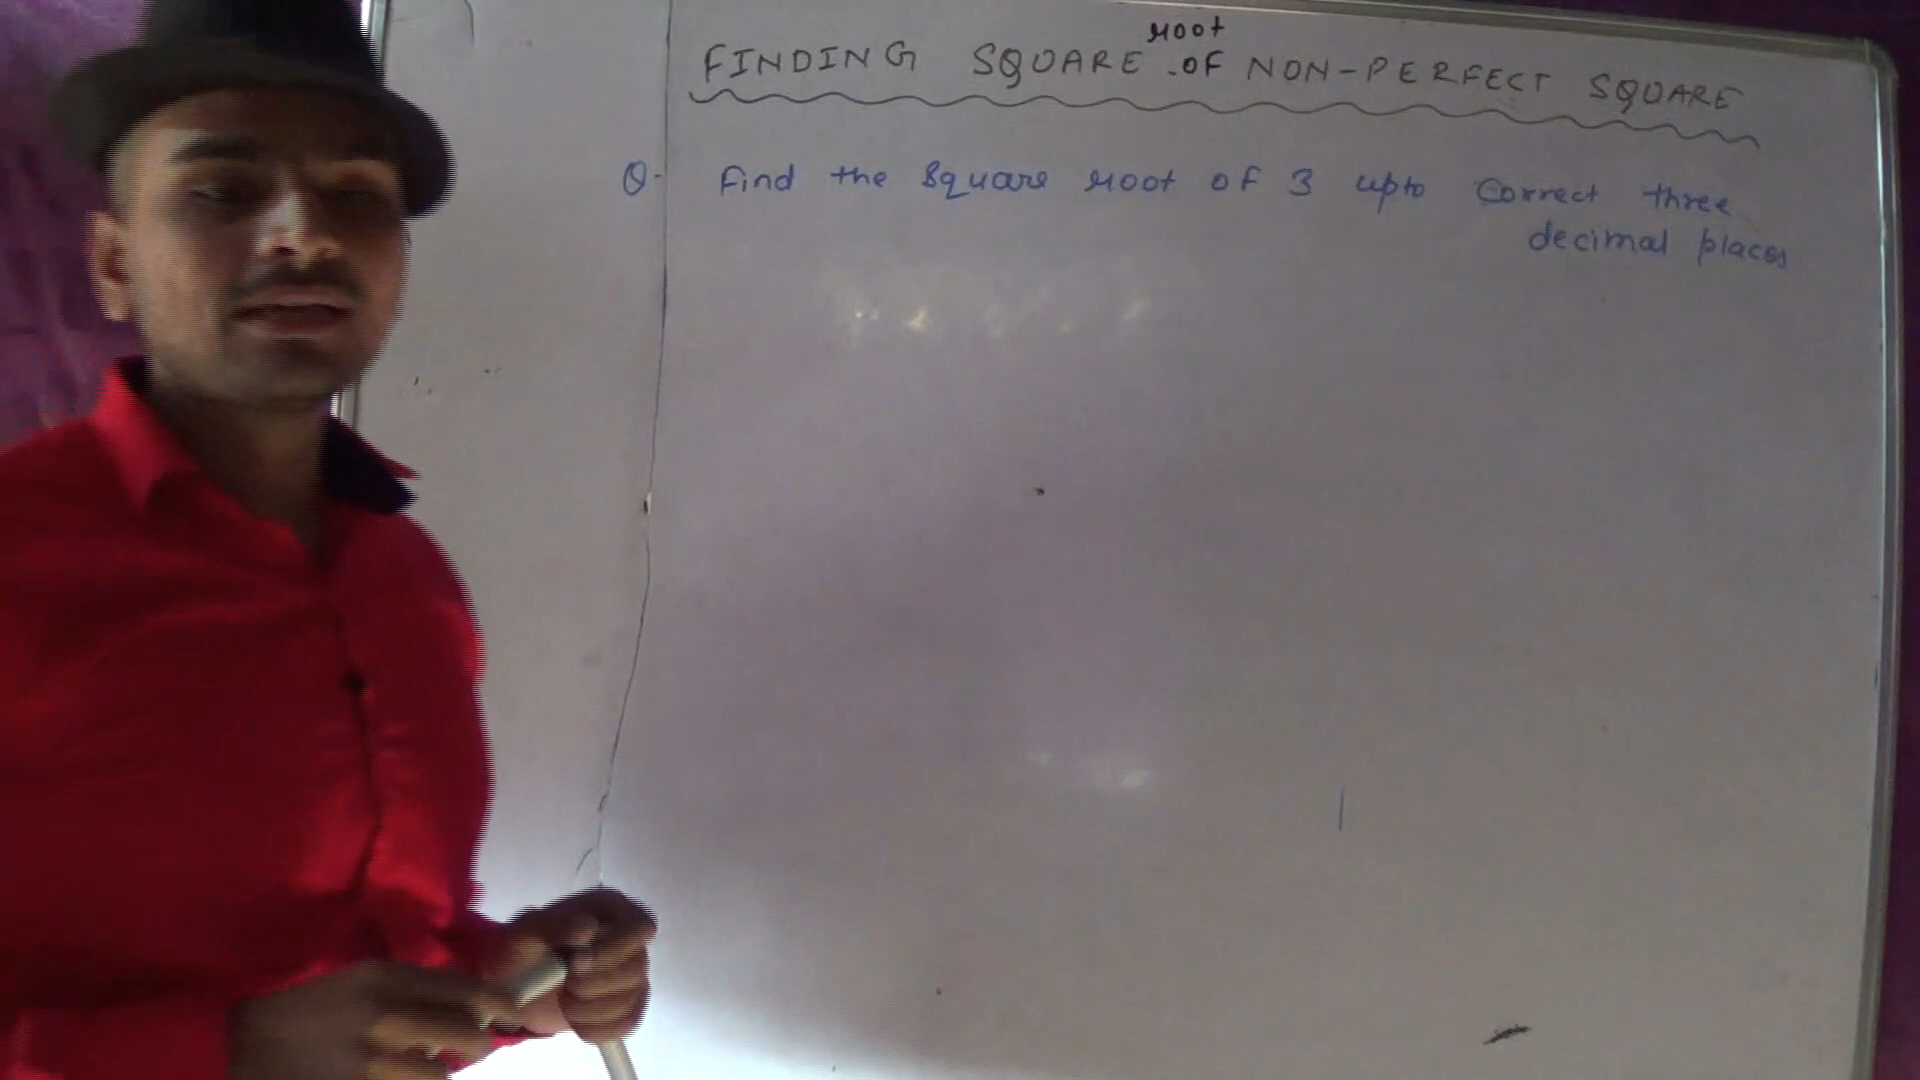 FINDING SQUARE root OF NON-PERFECT SQUARE
Q. Find the square root of 3 upto correct three
decimal places